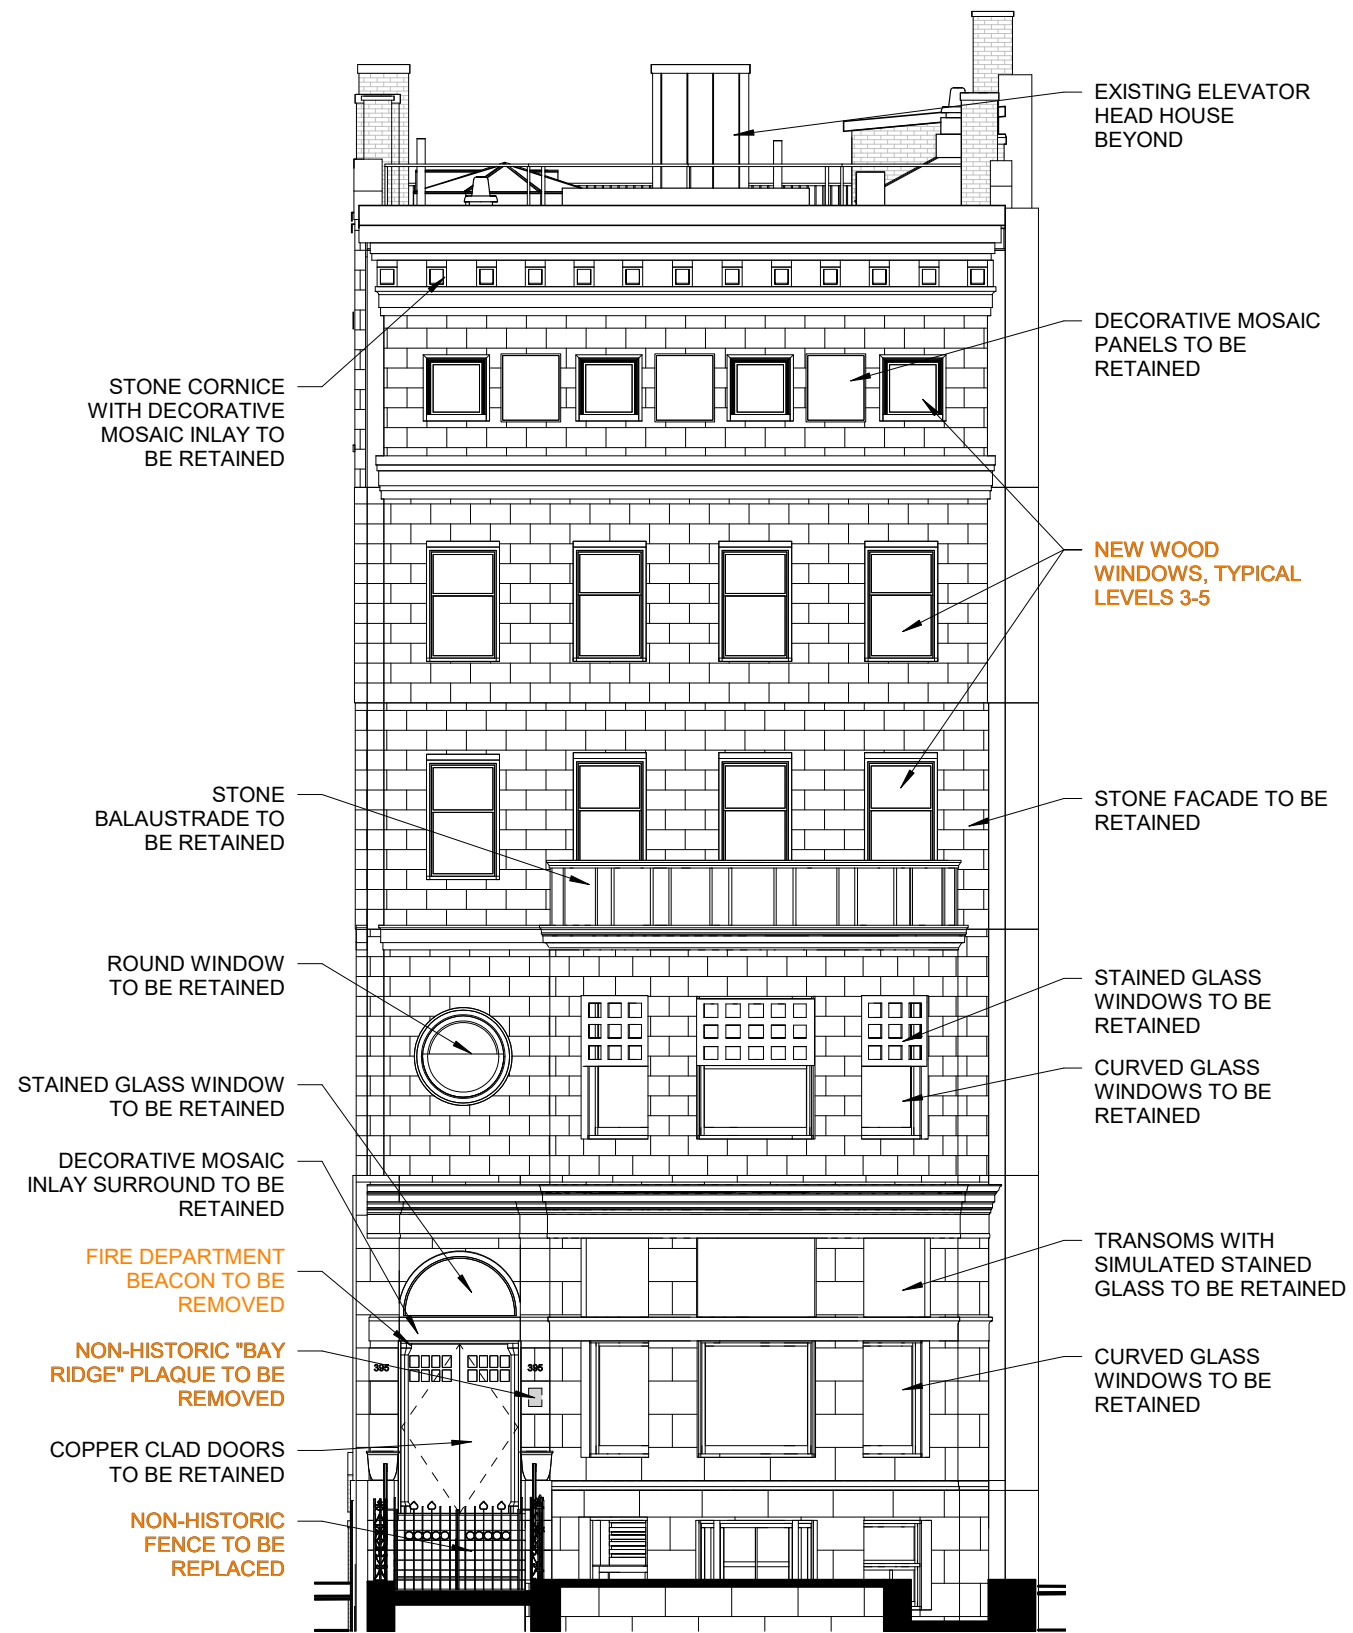 EXISTING ELEVATOR
HEAD HOUSE
BEYOND
DECORATIVE MOSAIC
PANELS TO BE
RETAINED
STONE CORNICE
WITH DECORATIVE
MOSAIC INLAY TO
BE RETAINED
NEW WOOD
WINDOWS, TYPICAL
LEVELS 3-5
STONE
BALAUSTRADE TO
BE RETAINED
STONE FACADE TO BE
RETAINED
ROUND WINDOW
TO BE RETAINED
STAINED GLASS
WINDOWS TO BE
RETAINED
STAINED GLASS WINDOW
TO BE RETAINED
CURVED GLASS
WINDOWS TO BE
RETAINED
DECORATIVE MOSAIC
INLAY SURROUND TO BE
RETAINED
FIRE DEPARTMENT
BEACON TO BE
REMOVED
TRANSOMS WITH
SIMULATED STAINED
GLASS TO BE RETAINED
NON-HISTORIC "BAY
RIDGE" PLAQUE TO BE
REMOVED
395
395
CURVED GLASS
WINDOWS TO BE
RETAINED
COPPER CLAD DOORS
TO BE RETAINED
NON-HISTORIC
FENCE TO BE
REPLACED